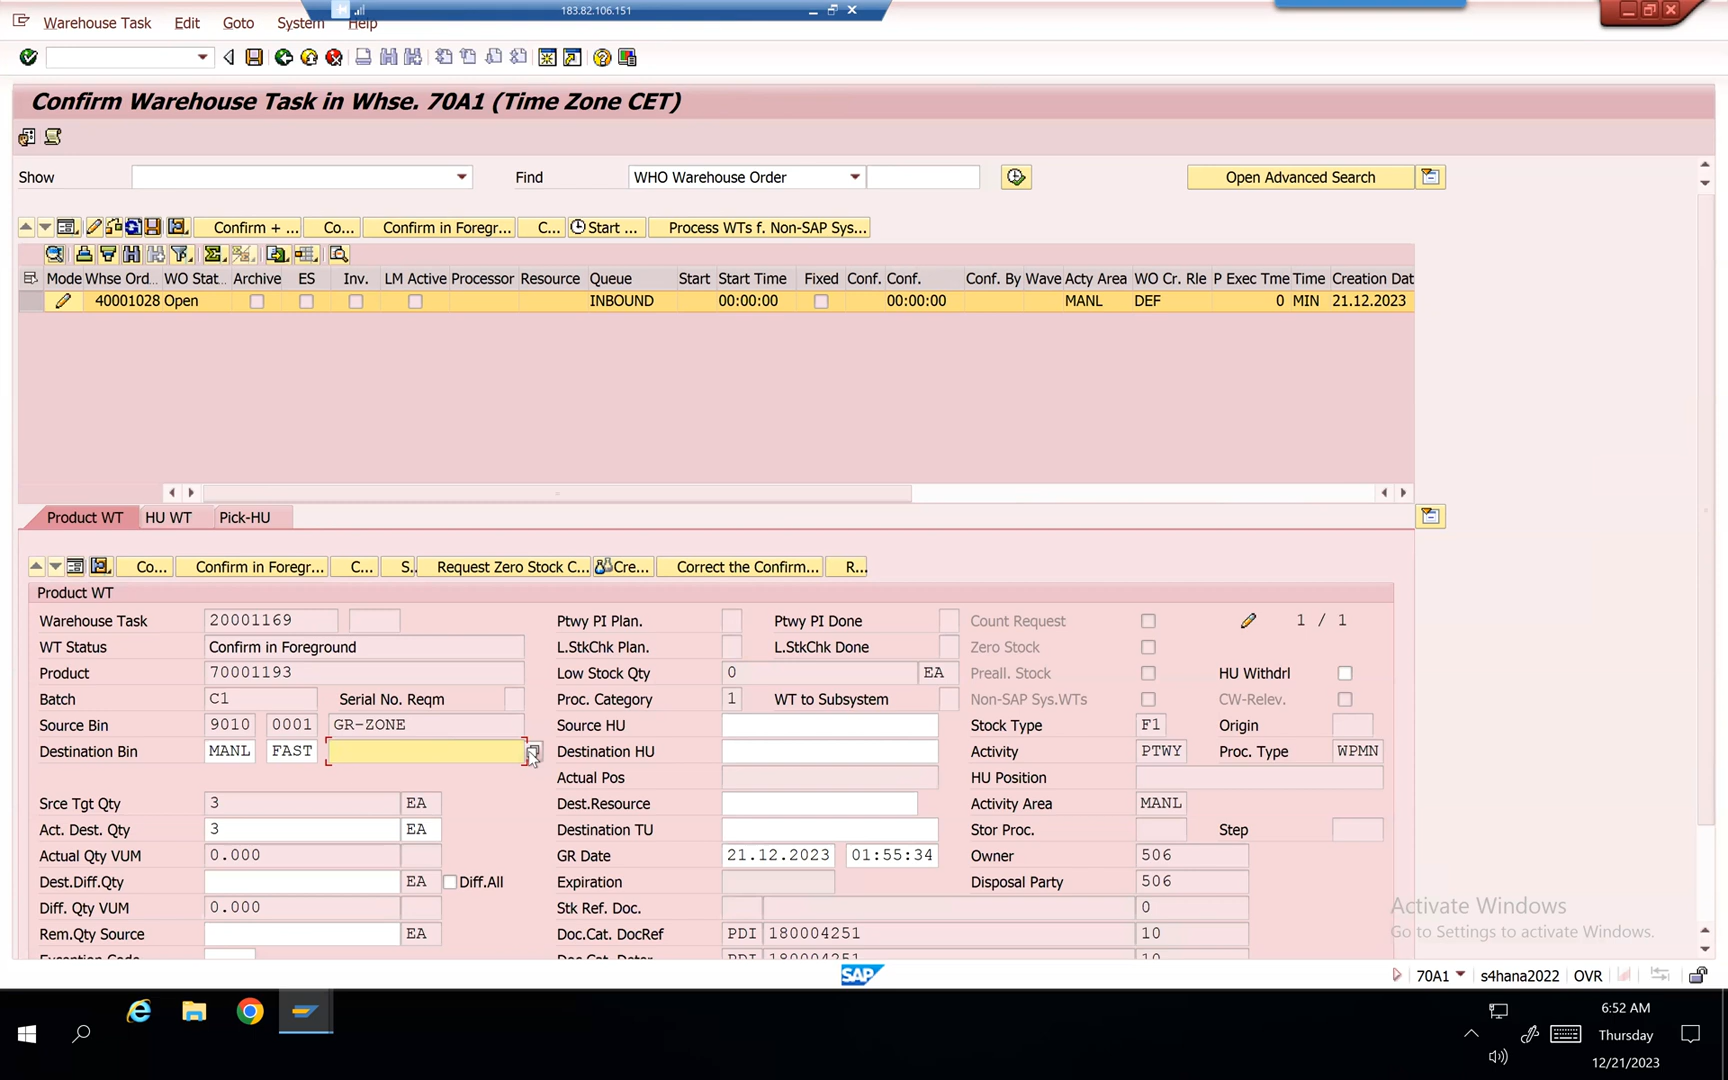 183.82.106.151
Warehouse Task Edit Goto System Help
Confirm Warehouse Task in Whse. 70A1 (Time Zone CET)
Show Find WHO Warehouse Order Open Advanced Search
Confirm + ... Co... Confirm in Foregr... C... Start ... Process WTs f. Non-SAP Sys...
Mode Whse Ord.. WO Stat.. Archive ES Inv. LM Active Processor Resource Queue Start Start Time Fixed Conf. Conf. Conf. By Wave Acty Area WO Cr. Rle P Exec Tme Time Creation Dat
40001028 Open INBOUND 00:00:00 00:00:00 MANL DEF 0 MIN 21.12.2023
Product WT HU WT Pick-HU
Co... Confirm in Foregr... C... S.. Request Zero Stock C... Cre... Correct the Confirm... R...
Product WT
Warehouse Task 20001169 Ptwy PI Plan. Ptwy PI Done Count Request 1 / 1
WT Status Confirm in Foreground L.StkChk Plan. L.StkChk Done Zero Stock
Product 70001193 Low Stock Qty 0 EA Preall. Stock HU Withdrl
Batch C1 Serial No. Reqm Proc. Category 1 WT to Subsystem Non-SAP Sys.WTs CW-Relev.
Source Bin 9010 0001 GR-ZONE Source HU Stock Type F1 Origin
Destination Bin MANL FAST Destination HU Activity PTWY Proc. Type WPMN
Actual Pos HU Position
Srce Tgt Qty 3 EA Dest.Resource Activity Area MANL
Act. Dest. Qty 3 EA Destination TU Stor Proc. Step
Actual Qty VUM 0.000 GR Date 21.12.2023 01:55:34 Owner 506
Dest.Diff.Qty EA Diff.All Expiration Disposal Party 506
Diff. Qty VUM 0.000 Stk Ref. Doc. 0
Rem.Qty Source EA Doc.Cat. DocRef PDI 180004251 10
Exception Code Doc.Cat. Deter PDI 180004251 10
Activate Windows
Go to Settings to activate Windows.
SAP 70A1 s4hana2022 OVR
6:52 AM
Thursday
12/21/2023